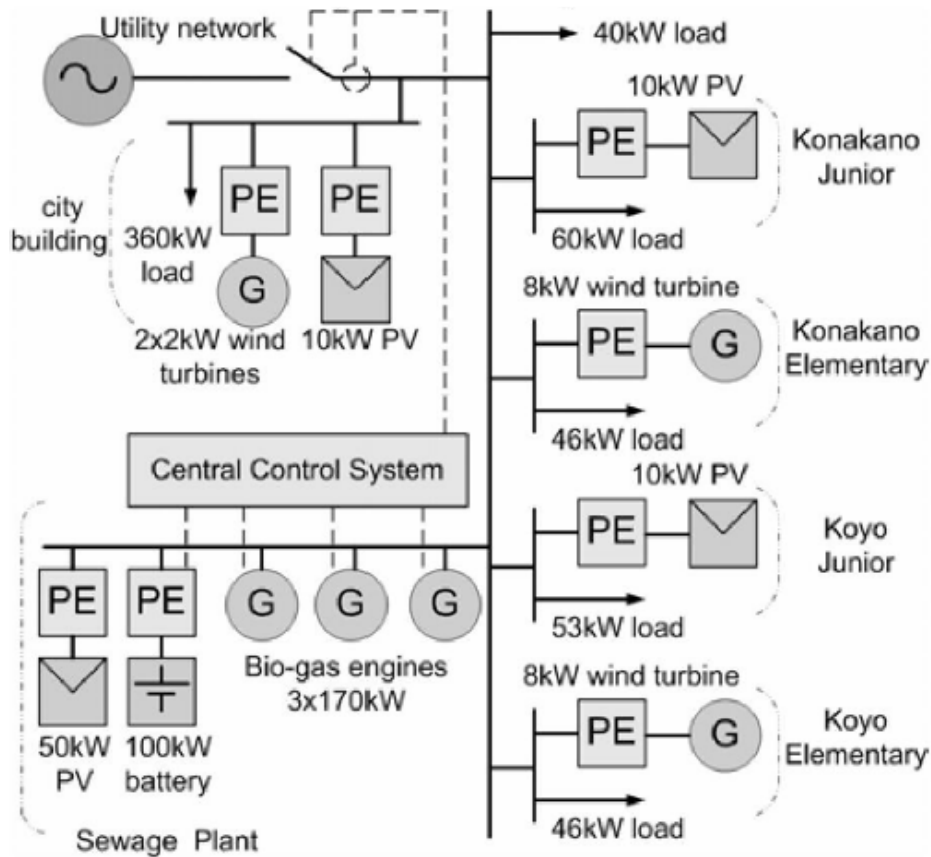 Utility network
40kW load
10kW PV
PE
Konakano
Junior
60kW load
city
building
360kW
load
PE
PE
G
2x2kW wind
turbines
10kW PV
8kW wind turbine
PE
G
Konakano
Elementary
46kW load
Central Control System
10kW PV
PE
Koyo
Junior
53kW load
PE
PE
G
G
G
Bio-gas engines
3x170kW
50kW
PV
100kW
battery
Sewage Plant
8kW wind turbine
PE
G
Koyo
Elementary
46kW load